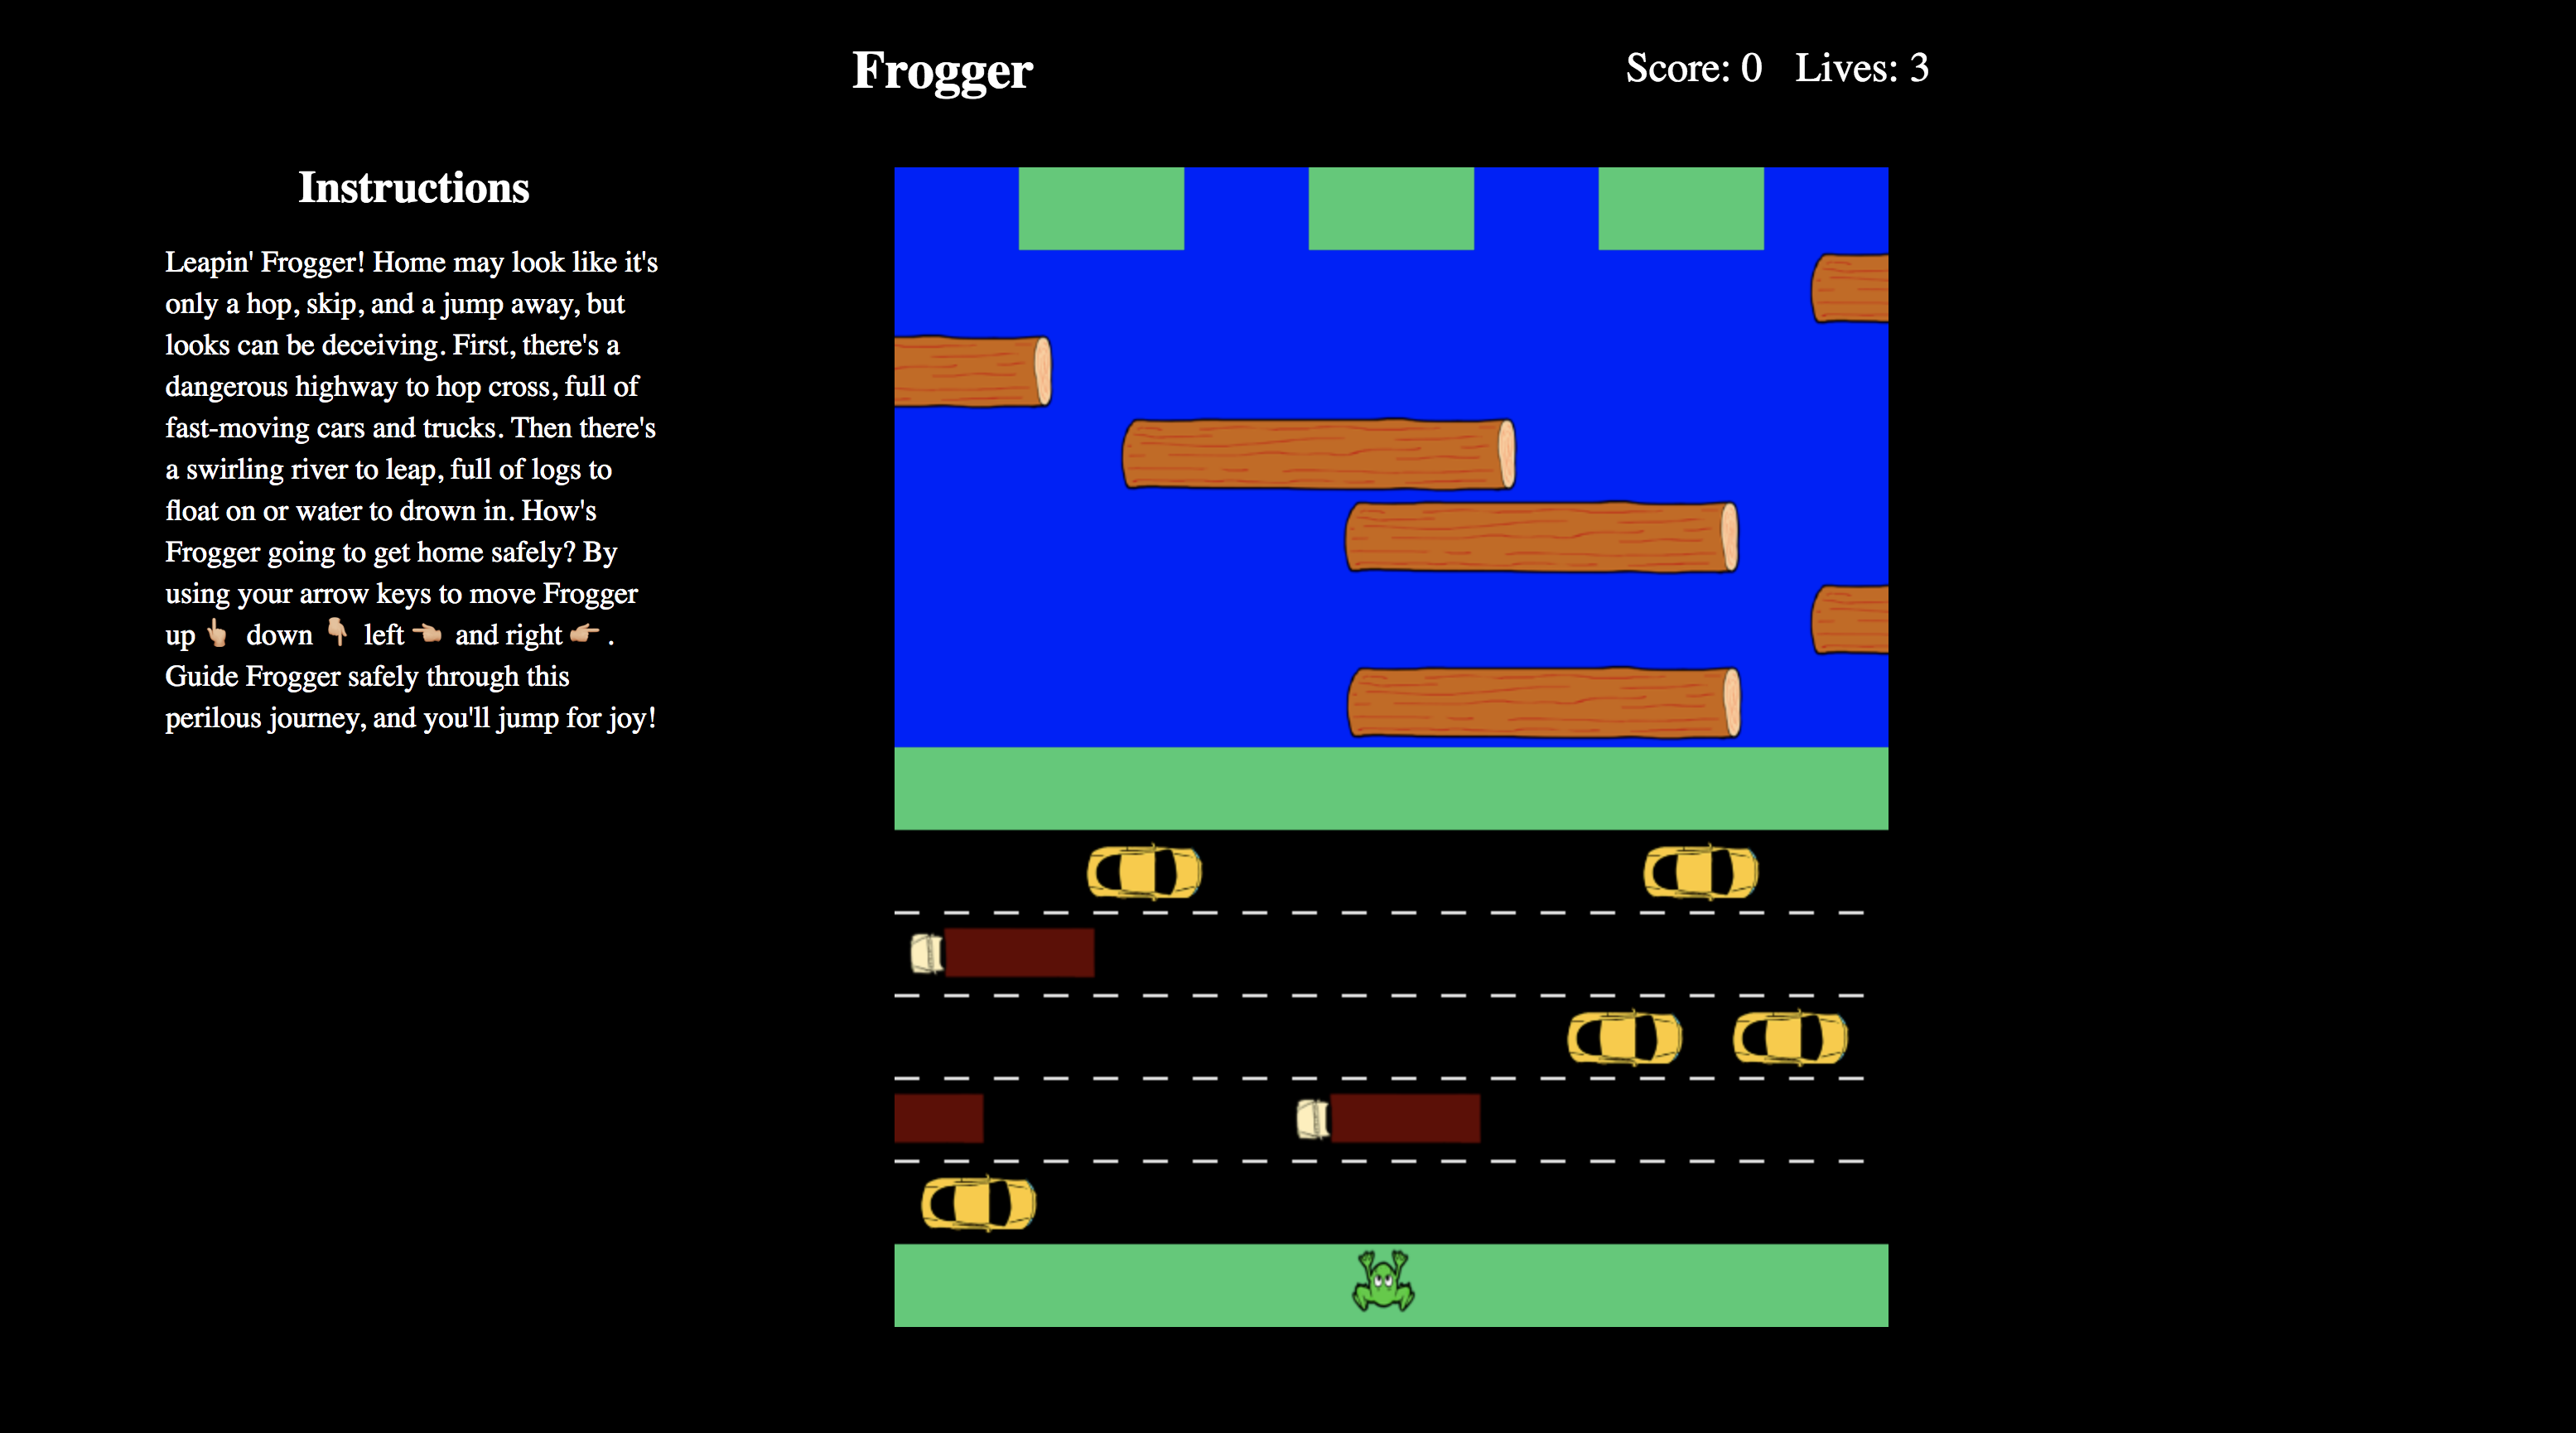 Frogger
Score: 0 Lives: 3
Instructions
Leapin' Frogger! Home may look like it's
only a hop, skip, and a jump away, but
looks can be deceiving. First, there's a
dangerous highway to hop cross, full of
fast-moving cars and trucks. Then there's
a swirling river to leap, full of logs to
float on or water to drown in. How's
Frogger going to get home safely? By
using your arrow keys to move Frogger
up 👆🏼 down 👇🏼 left 👈🏼 and right 👉🏼 .
Guide Frogger safely through this
perilous journey, and you'll jump for joy!